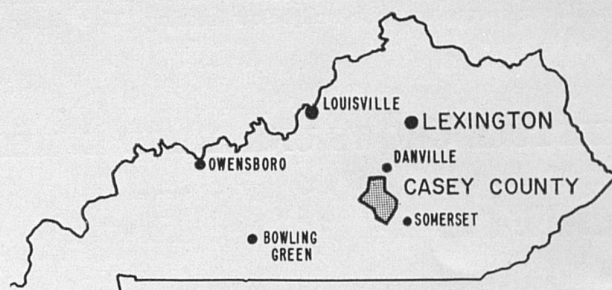 LOUISVILLE
LEXINGTON
OWENSBORO
DANVILLE
CASEY COUNTY
SOMERSET
BOWLING
GREEN